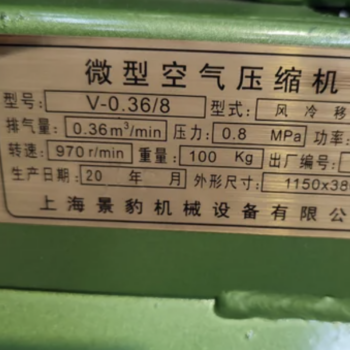 微型空气压缩机
型号: V-0.36/8 型式: 风冷移
排气量: 0.36m³/min 压力: 0.8 MPa 功率:
转速: 970 r/min 重量: 100 Kg 出厂编号:
生产日期: 20 年 月 外形尺寸: 1150x38
上海景豹机械设备有限公